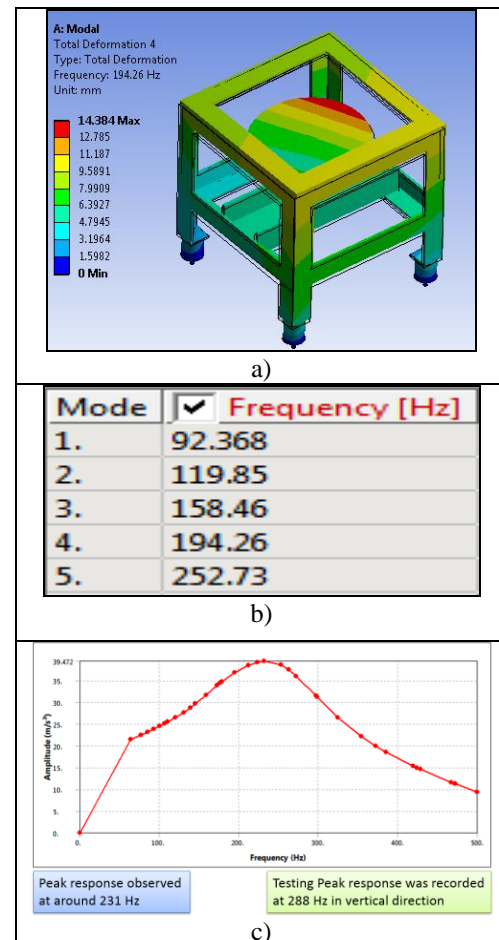 A: Modal
Total Deformation 4
Type: Total Deformation
Frequency: 194.26 Hz
Unit: mm
14.384 Max
12.785
11.187
9.5891
7.9909
6.3927
4.7945
3.1964
1.5982
0 Min
a)
Mode Frequency [Hz]
1. 92.368
2. 119.85
3. 158.46
4. 194.26
5. 252.73
b)
39.472
35.
30.
25.
20.
15.
10.
5.
0.
Amplitude (m/s²)
0. 100. 200. 300. 400. 500.
Frequency (Hz)
Peak response observed
at around 231 Hz
Testing Peak response was recorded
at 288 Hz in vertical direction
c)